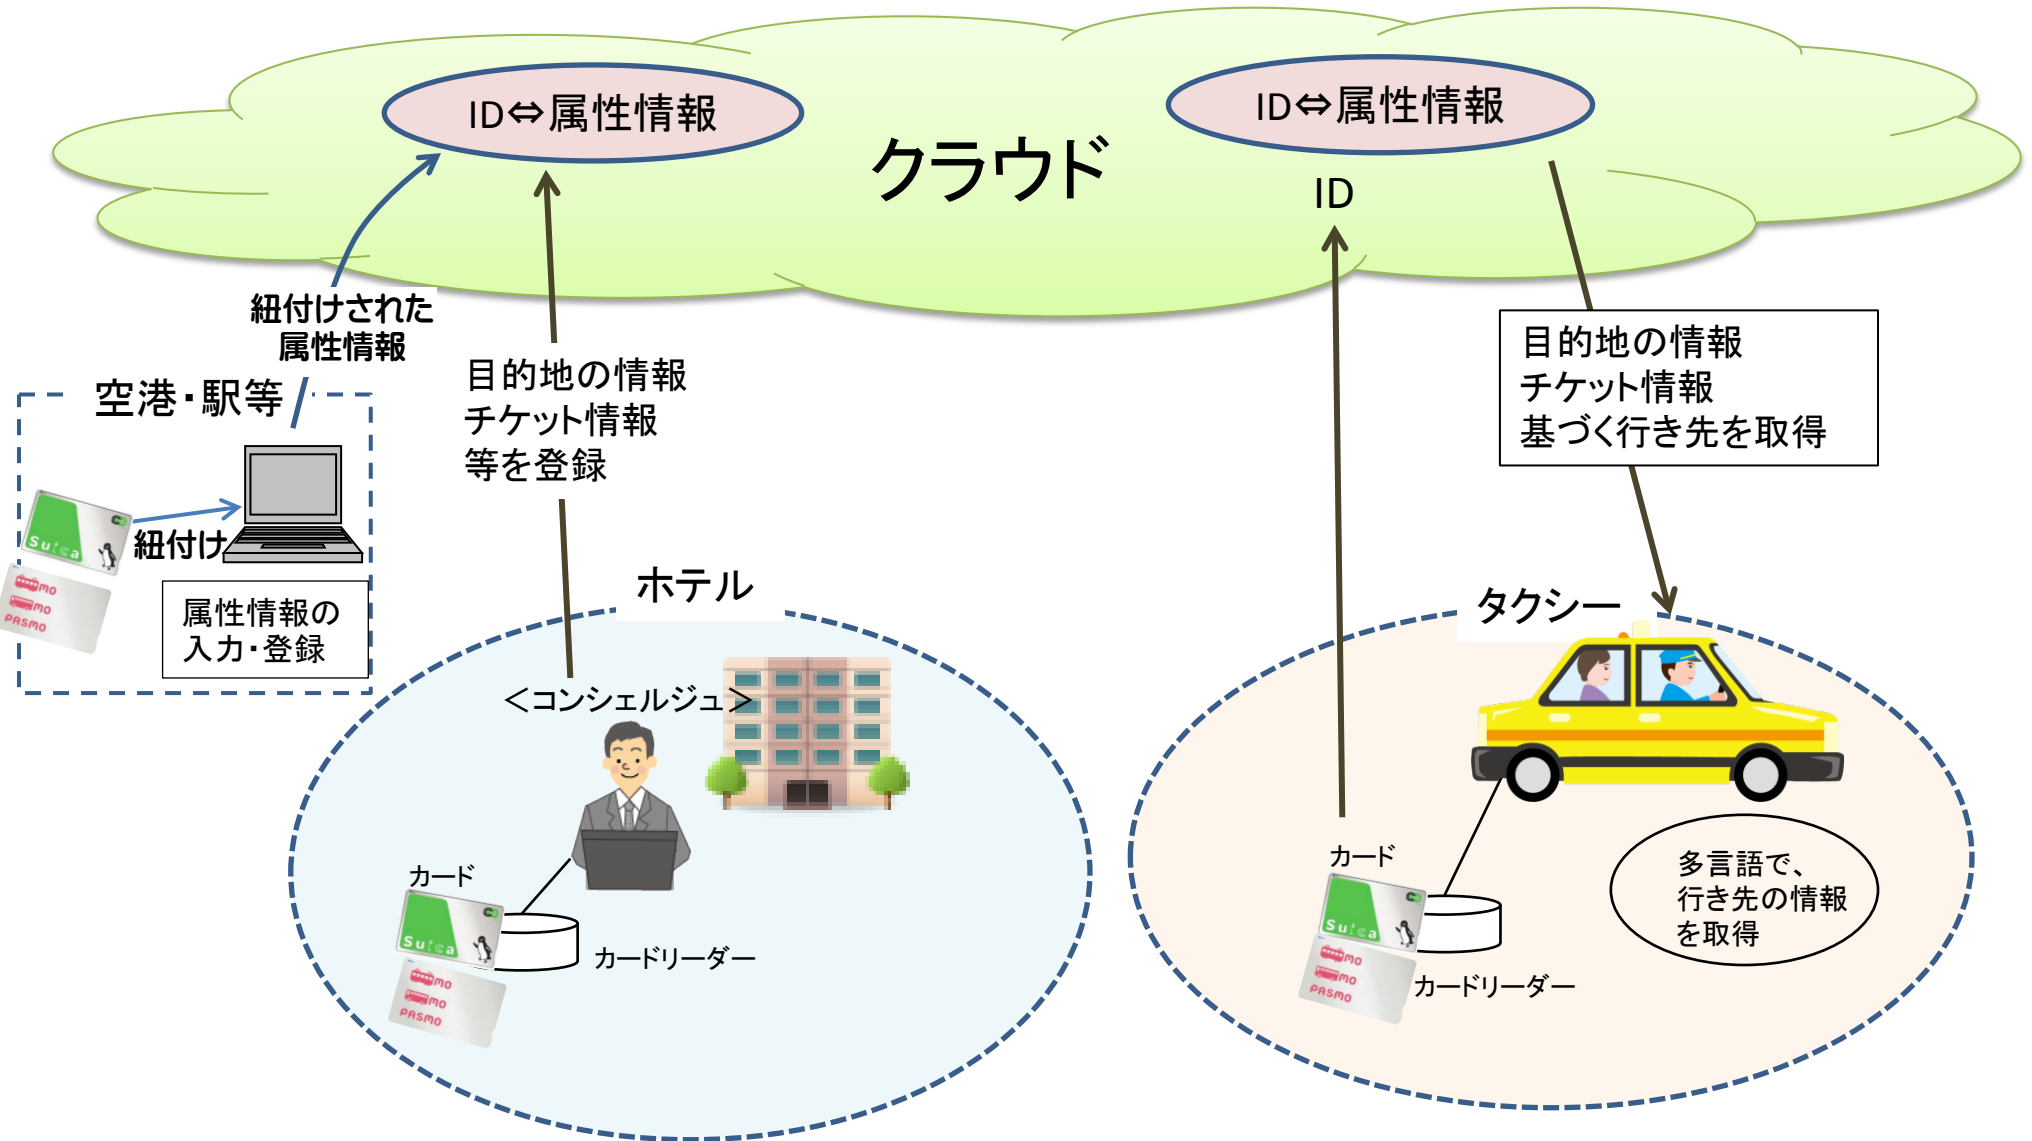 ID⇔属性情報
ID⇔属性情報
クラウド
ID
紐付けされた
属性情報
目的地の情報
チケット情報
基づく行き先を取得
目的地の情報
チケット情報
等を登録
空港・駅等
Suica
紐付け
MO
MO
PASMO
属性情報の
入力・登録
ホテル
タクシー
＜コンシェルジュ＞
カード
Suica
MO
MO
PASMO
カードリーダー
カード
Suica
MO
MO
PASMO
カードリーダー
多言語で、
行き先の情報
を取得